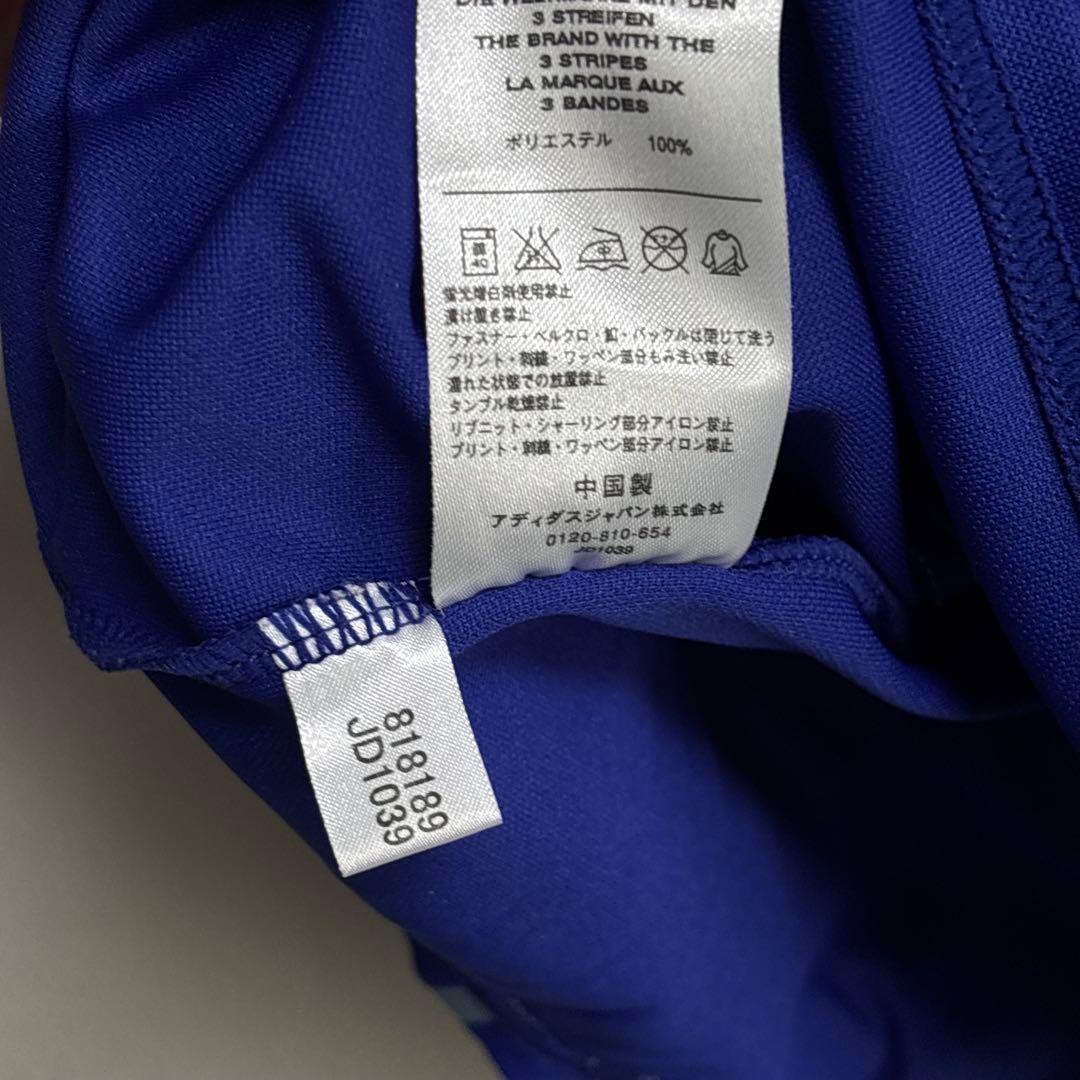 DIE WELTMARKE MIT DEN
3 STREIFEN
THE BRAND WITH THE
3 STRIPES
LA MARQUE AUX
3 BANDES
ポリエステル 100%
40
中
蛍光増白剤使用禁止
漬け置き禁止
ファスナー・ベルクロ・釦・バックルは閉じて洗う
プリント・刺繍・ワッペン部分もみ洗い禁止
濡れた状態での放置禁止
タンブル乾燥禁止
リブニット・シャーリング部分アイロン禁止
プリント・刺繍・ワッペン部分アイロン禁止
中国製
アディダスジャパン株式会社
0120-810-654
JD1039
818189
JD1039